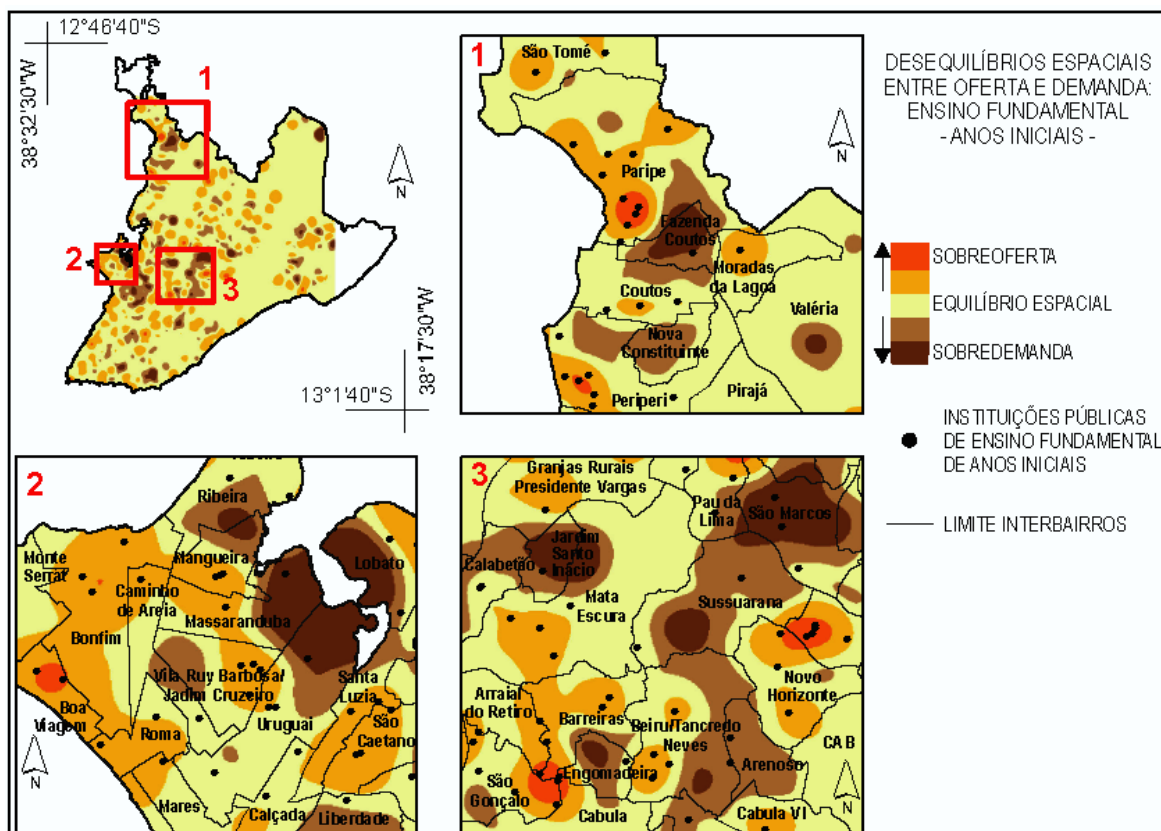 12°46'40"S
38°32'30"W
1
2
3
N
13°1'40"S
38°17'30"W
1
São Tomé
Paripe
Fazenda
Coutos
Moradas
da Lagoa
Coutos
Valéria
Nova
Constituinte
Periperi
Pirajá
N
DESEQUILÍBRIOS ESPACIAIS
ENTRE OFERTA E DEMANDA:
ENSINO FUNDAMENTAL
- ANOS INICIAIS -
SOBREOFERTA
EQUILÍBRIO ESPACIAL
SOBREDEMANDA
INSTITUIÇÕES PÚBLICAS
DE ENSINO FUNDAMENTAL
DE ANOS INICIAIS
LIMITE INTERBAIRROS
2
Ribeira
Monte
Serrat
Mangueira
Lobato
Caminho
de Areia
Massaranduba
Bonfim
Vila Ruy Barbosa/
Jadim Cruzeiro
Santa
Luzia
Boa
Viagem
Roma
Uruguai
São
Caetano
Mares
Calçada
Liberdade
N
3
Granjas Rurais
Presidente Vargas
Pau da
Lima
São Marcos
Jardim
Santo
Inácio
Calabetão
Mata
Escura
Sussuarana
Novo
Horizonte
Arraial
do Retiro
Barreiras
Beiru/Tancredo
Neves
CAB
Engomadeira
Arenoso
São
Gonçalo
Cabula
Cabula VI
N